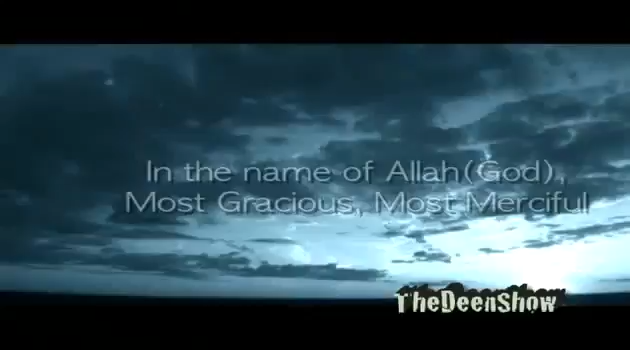 In the name of Allah(God),
Most Gracious, Most Merciful
TheDeenShow